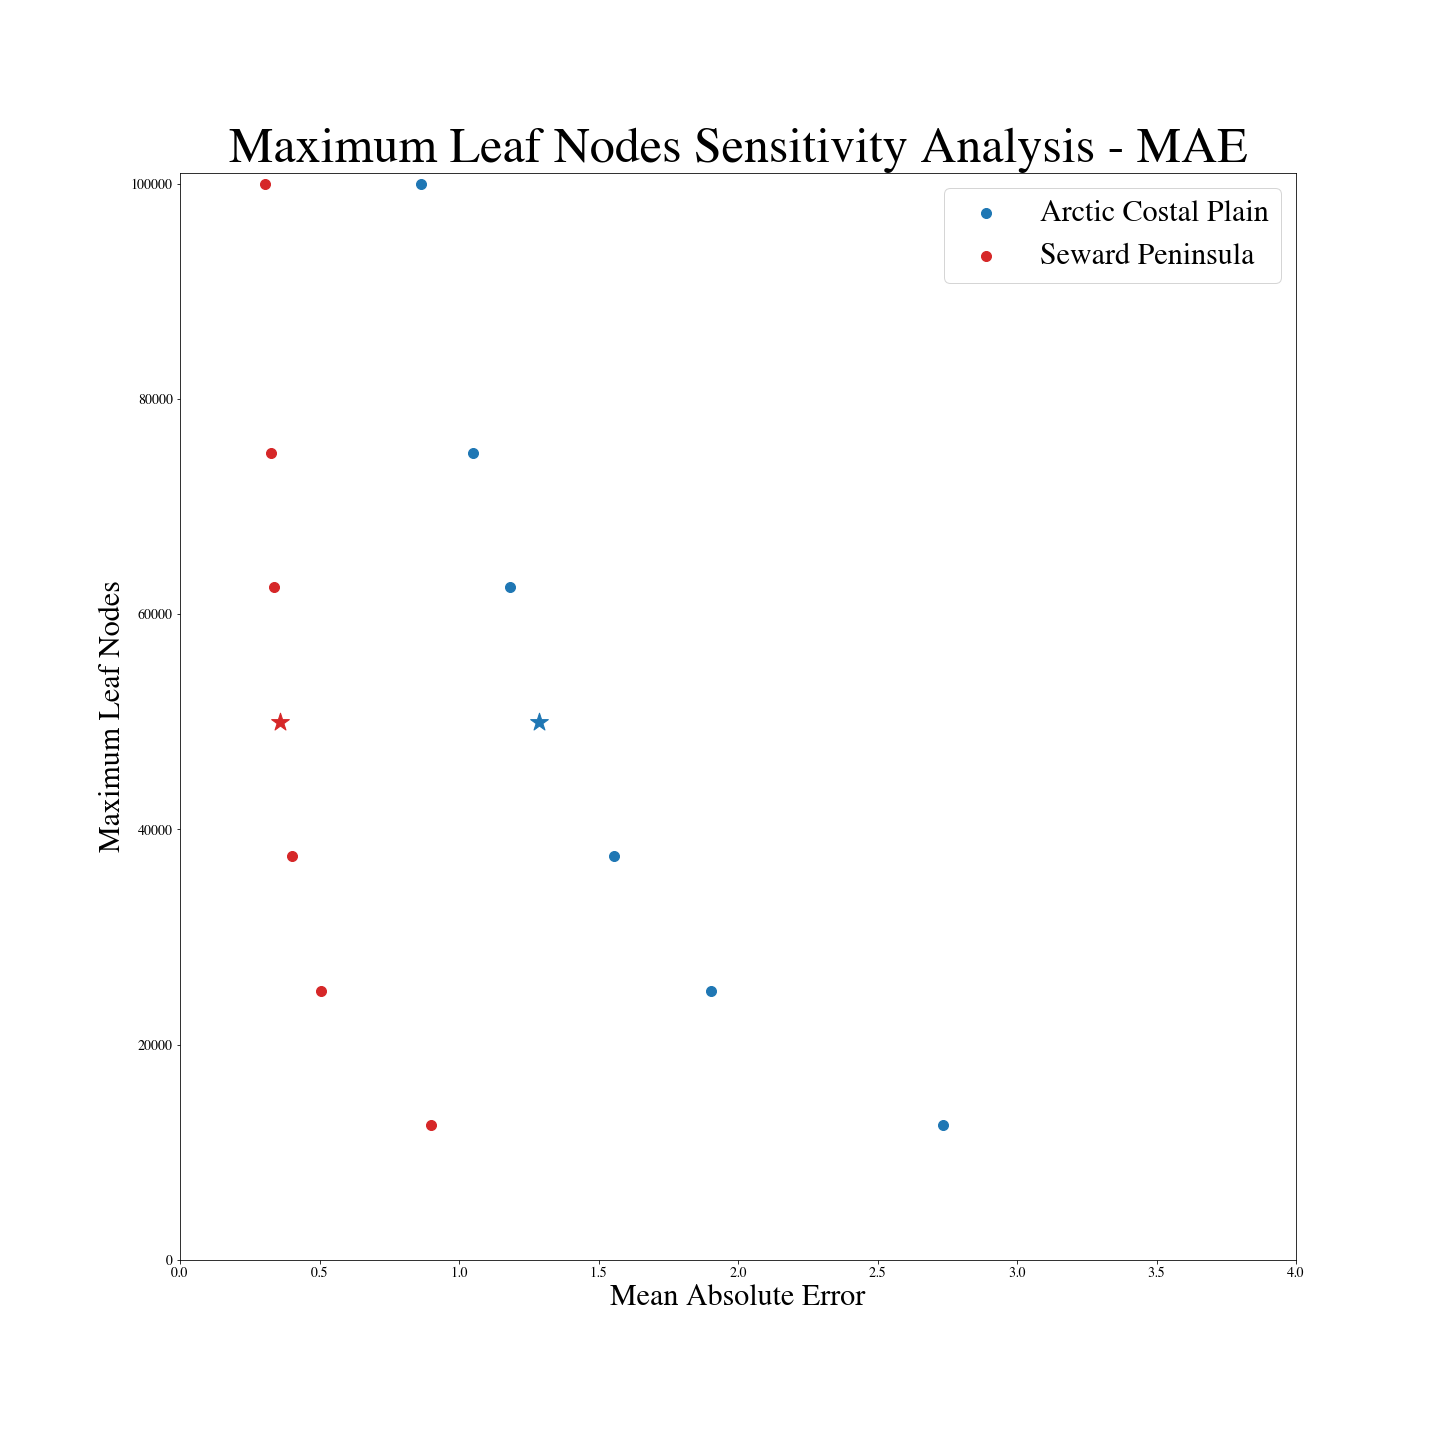 Maximum Leaf Nodes Sensitivity Analysis - MAE
Arctic Costal Plain
Seward Peninsula
Maximum Leaf Nodes
100000
80000
60000
40000
20000
0
0.0 0.5 1.0 1.5 2.0 2.5 3.0 3.5 4.0
Mean Absolute Error